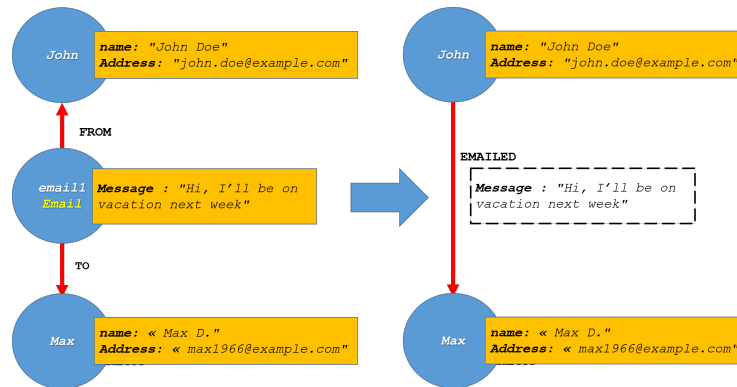 John
name: "John Doe"
Address: "john.doe@example.com"
FROM
email1
Email
Message : "Hi, I’ll be on
vacation next week"
TO
Max
name: « Max D."
Address: « max1966@example.com"
John
name: "John Doe"
Address: "john.doe@example.com"
EMAILED
Message : "Hi, I’ll be on
vacation next week"
Max
name: « Max D."
Address: « max1966@example.com"